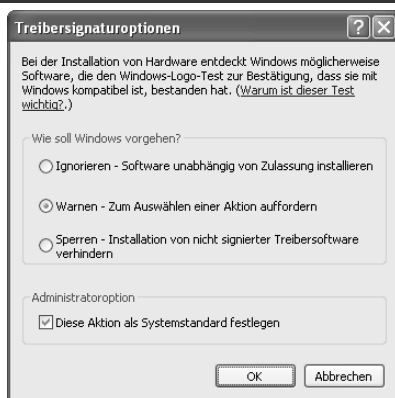 Treibersignaturoptionen
Bei der Installation von Hardware entdeckt Windows möglicherweise
Software, die den Windows-Logo-Test zur Bestätigung, dass sie mit
Windows kompatibel ist, bestanden hat. (Warum ist dieser Test
wichtig?.)
Wie soll Windows vorgehen?
Ignorieren - Software unabhängig von Zulassung installieren
Warnen - Zum Auswählen einer Aktion auffordern
Sperren - Installation von nicht signierter Treibersoftware
verhindern
Administratoroption
Diese Aktion als Systemstandard festlegen
OK Abbrechen